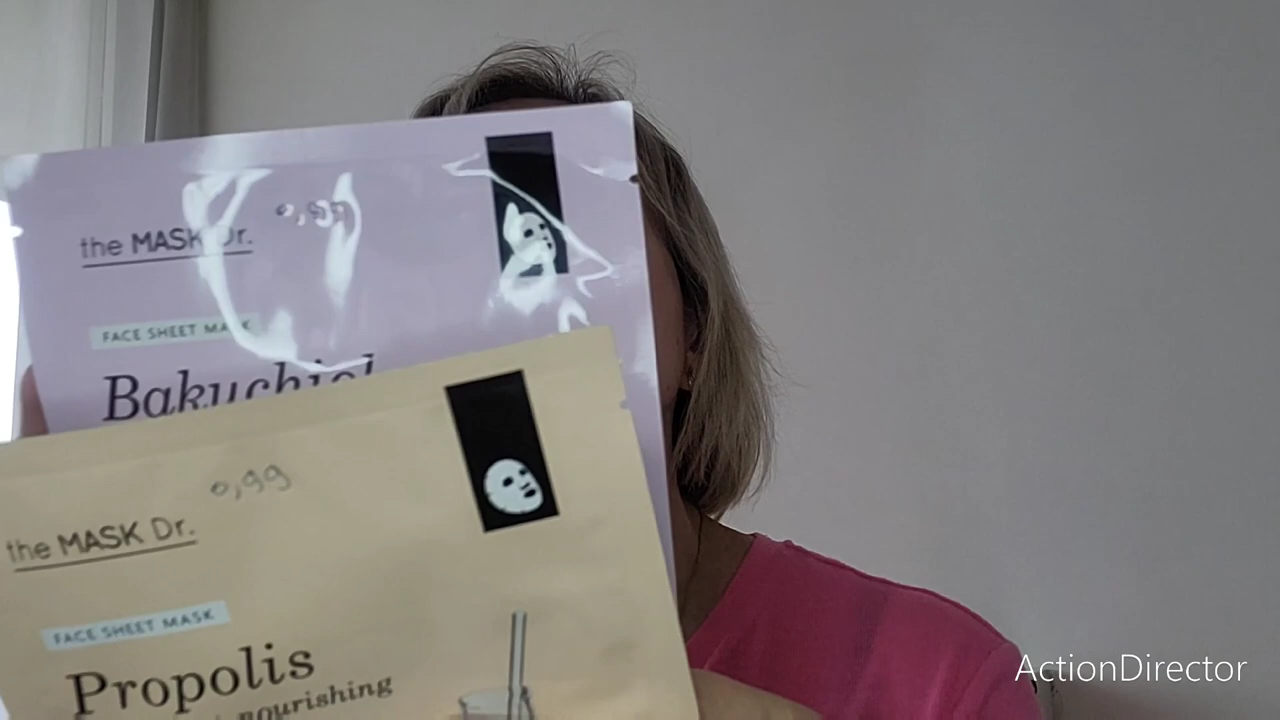 0,99
the MASK Dr.
FACE SHEET MASK
Bakuchiol
0,99
the MASK Dr.
FACE SHEET MASK
Propolis
nourishing
ActionDirector